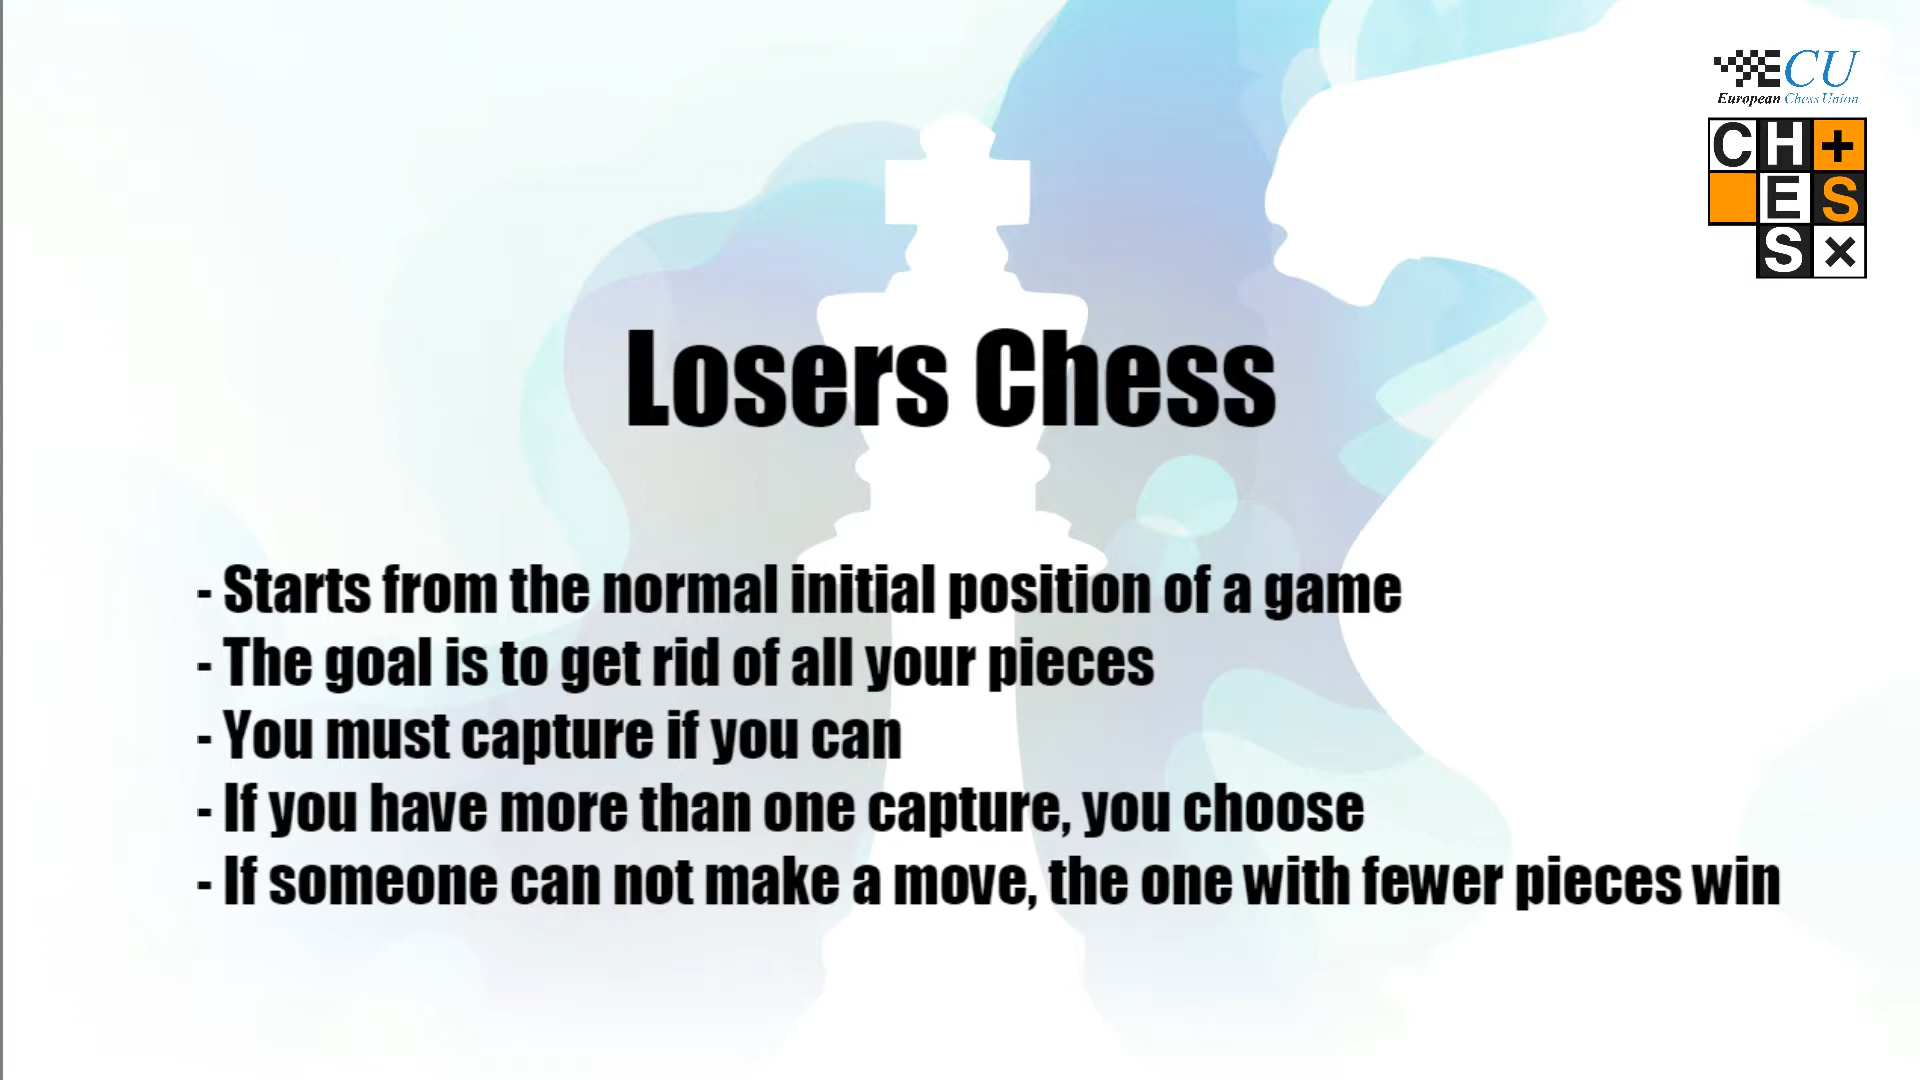 ECU
European Chess Union
CH+
ES
S×
Losers Chess
- Starts from the normal initial position of a game
- The goal is to get rid of all your pieces
- You must capture if you can
- If you have more than one capture, you choose
- If someone can not make a move, the one with fewer pieces win